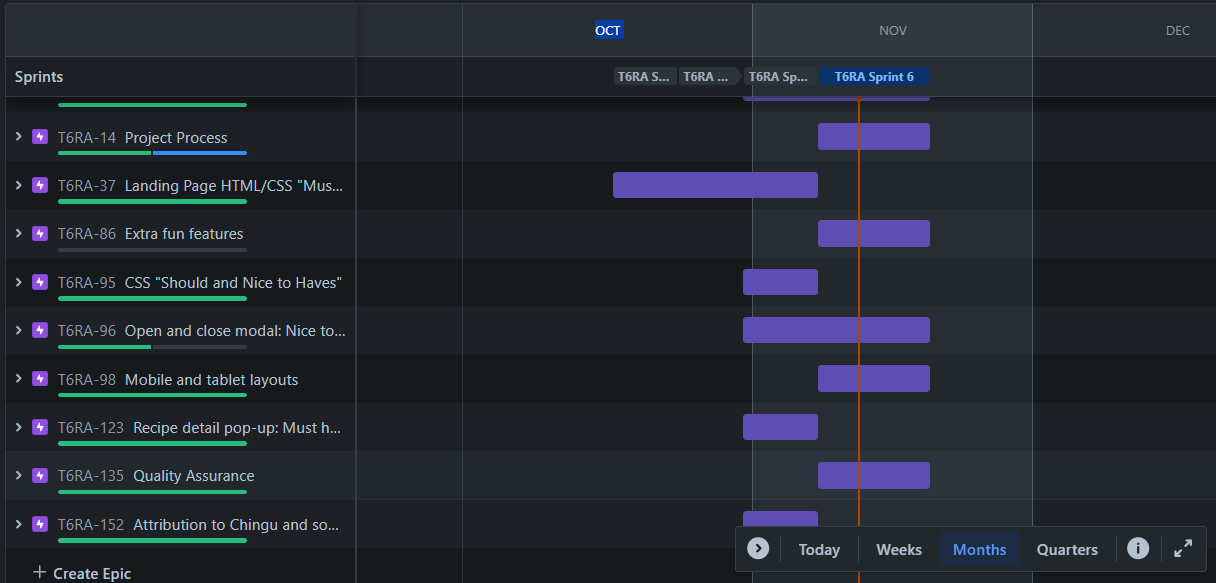 OCT
NOV
DEC
Sprints
T6RA S...
T6RA ...
T6RA Sp...
T6RA Sprint 6
T6RA-14 Project Process
T6RA-37 Landing Page HTML/CSS "Mus...
T6RA-86 Extra fun features
T6RA-95 CSS "Should and Nice to Haves"
T6RA-96 Open and close modal: Nice to...
T6RA-98 Mobile and tablet layouts
T6RA-123 Recipe detail pop-up: Must h...
T6RA-135 Quality Assurance
T6RA-152 Attribution to Chingu and so...
+ Create Epic
Today
Weeks
Months
Quarters